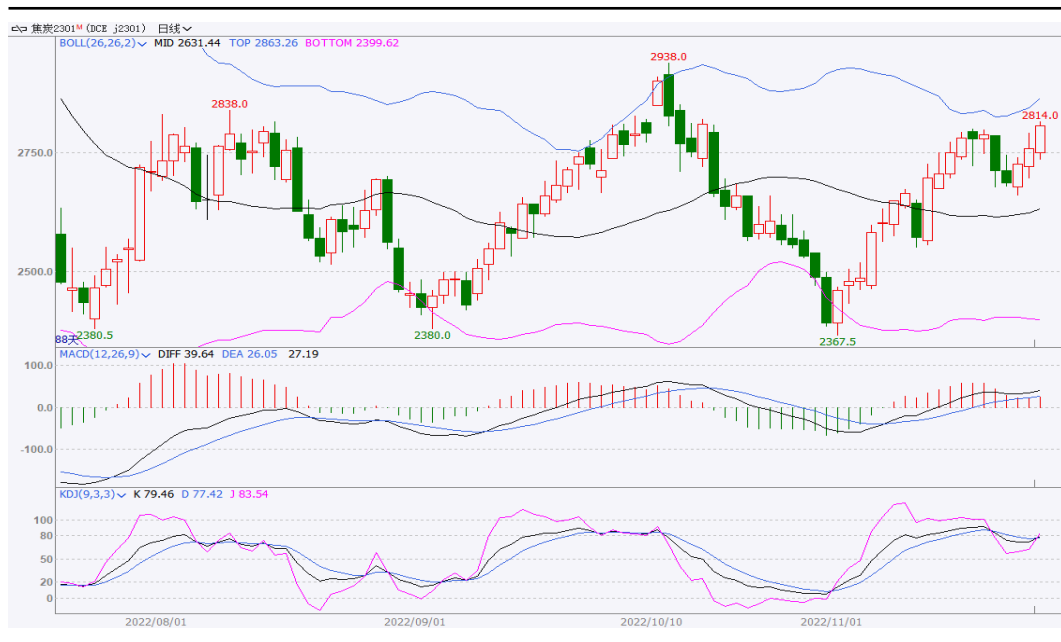 焦炭2301M (DCE j2301) 日线
BOLL(26,26,2) MID 2631.44 TOP 2863.26 BOTTOM 2399.62
2938.0
2838.0
2814.0
2750.0
2500.0
88天
2380.5
2380.0
2367.5
MACD(12,26,9) DIFF 39.64 DEA 26.05 27.19
100.0
0.0
-100.0
KDJ(9,3,3) K 79.46 D 77.42 J 83.54
100
80
50
20
0
2022/08/01 2022/09/01 2022/10/10 2022/11/01